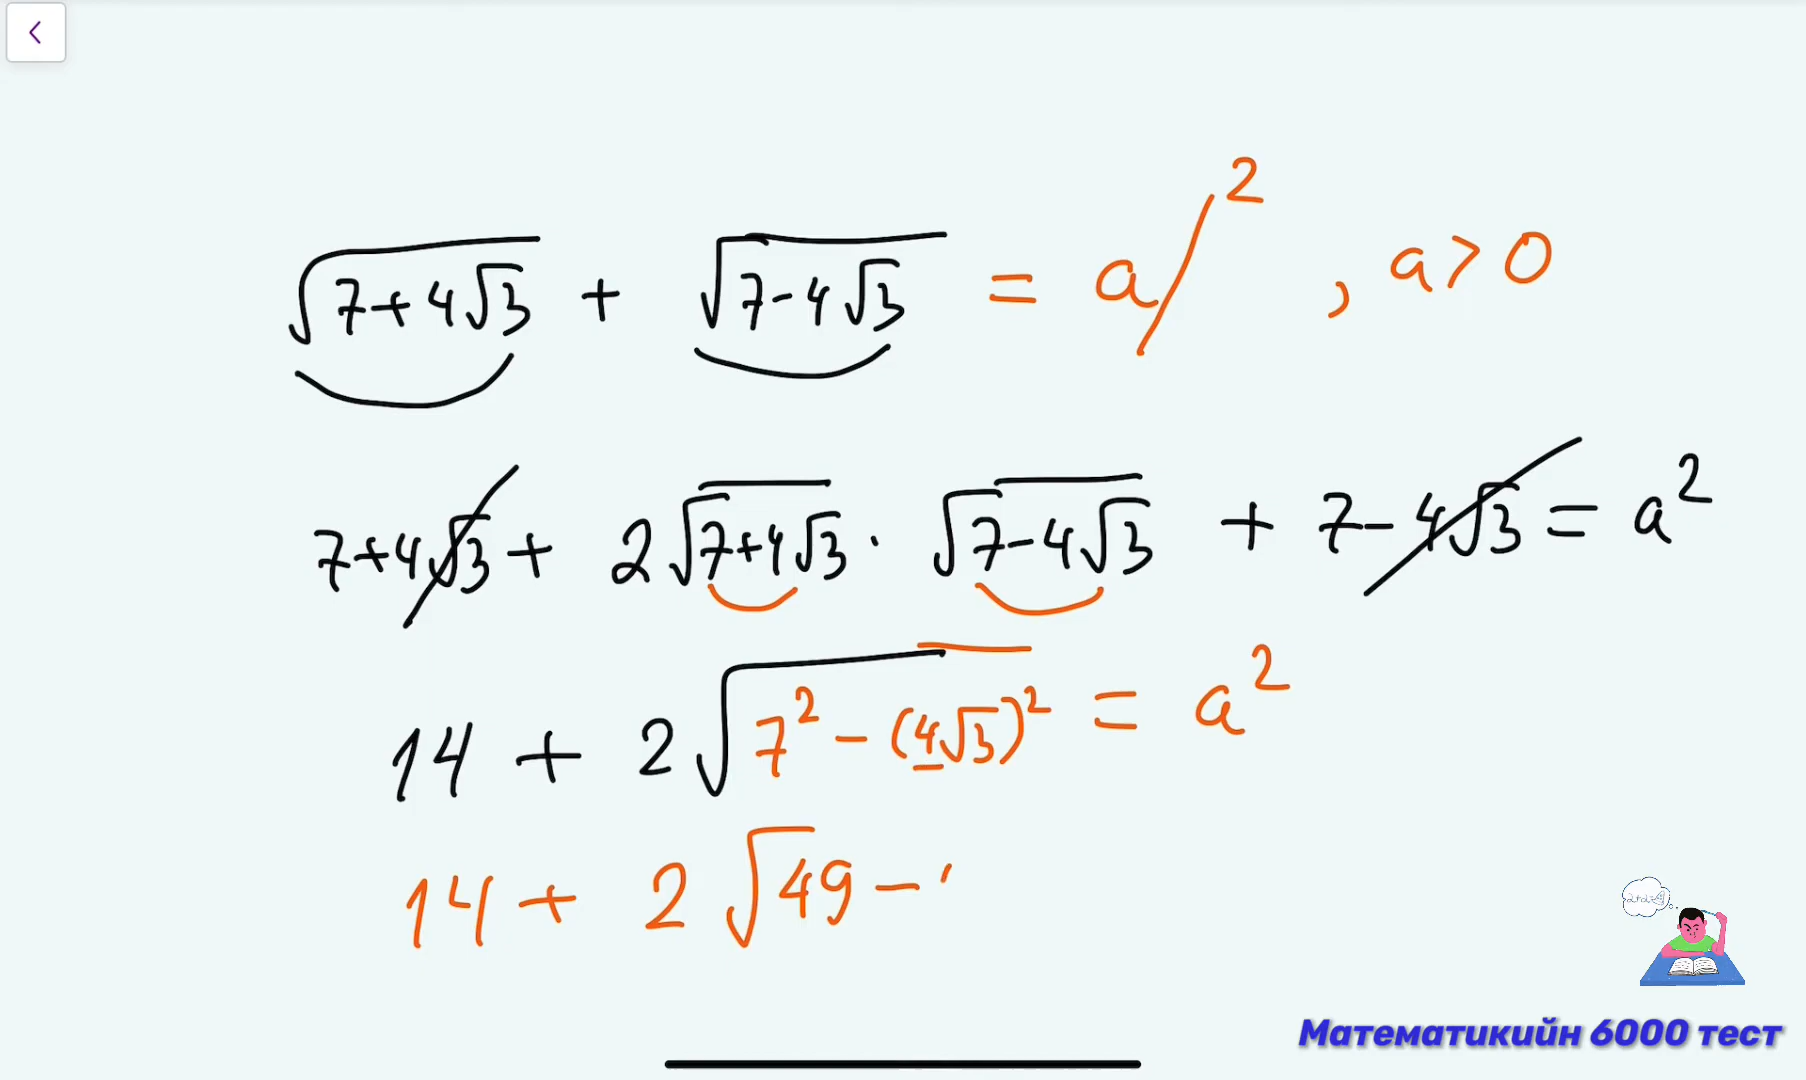 √(7+4√3) + √(7-4√3) = a /² , a>0
7+4√3 + 2√(7+4√3) · √(7-4√3) + 7-4√3 = a²
14 + 2√(7² - (4√3)²) = a²
14 + 2√49 -
Математикийн 6000 тест